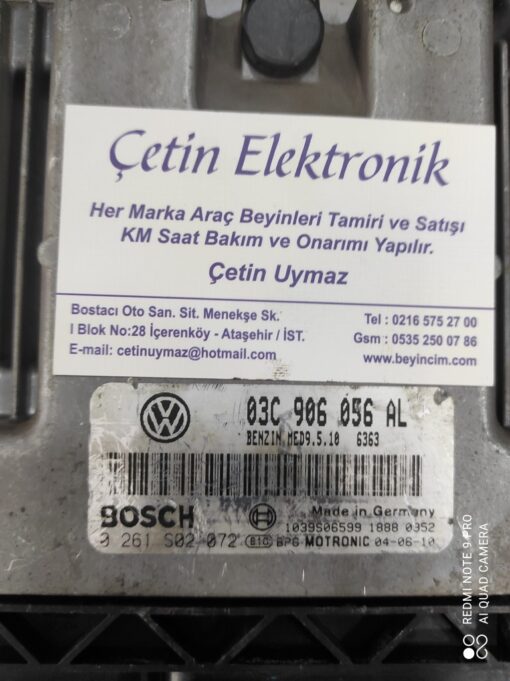 Çetin Elektronik
Her Marka Araç Beyinleri Tamiri ve Satışı
KM Saat Bakım ve Onarımı Yapılır.
Çetin Uymaz
Bostacı Oto San. Sit. Menekşe Sk.
I Blok No:28 İçerenköy - Ataşehir / İST.
E-mail: cetinuymaz@hotmail.com
Tel : 0216 575 27 00
Gsm : 0535 250 07 86
www.beyincim.com
03C 906 056 AL
BENZIN MED9.5.10 6363
BOSCH
Made in Germany
1039S06599 1888 0352
0 261 S02 072 BPG MOTRONIC 04-06-10
REDMI NOTE 9 PRO
AI QUAD CAMERA